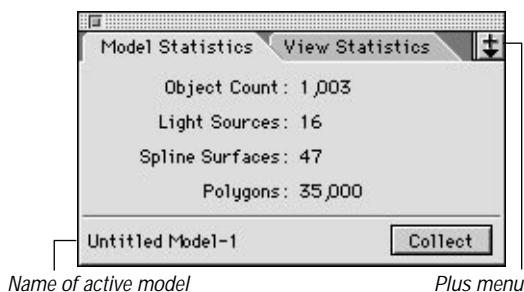 Model Statistics View Statistics
Object Count: 1,003
Light Sources: 16
Spline Surfaces: 47
Polygons: 35,000
Untitled Model-1 Collect
Name of active model Plus menu